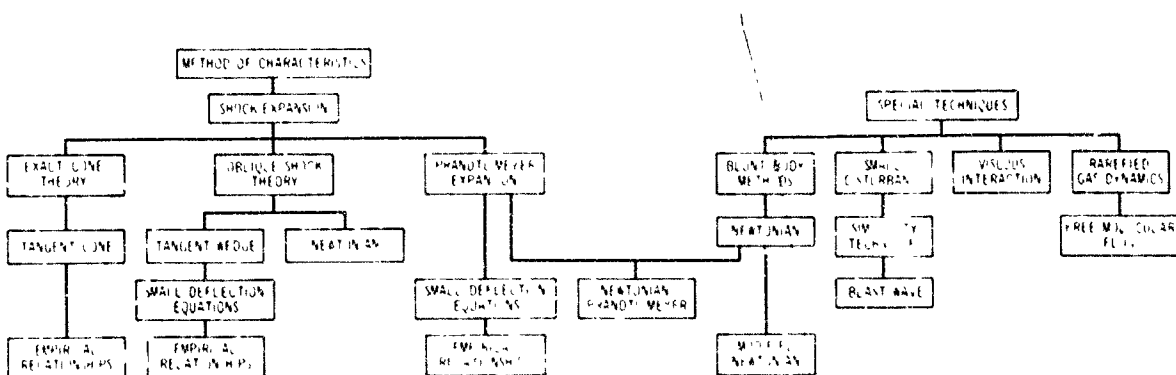 METHOD OF CHARACTERISTICS
SHOCK EXPANSION
SPECIAL TECHNIQUES
EXACT CONE
THEORY
OBLIQUE SHOCK
THEORY
PRANDTL MEYER
EXPANSION
BLUNT BODY
METHODS
SMALL
VISCOUS
INTERACTION
RAREFIED
GAS DYNAMICS
TANGENT CONE
TANGENT WEDGE
NEWTONIAN
NEWTONIAN
FREE MOLECULAR
FLOW
SMALL DEFLECTION
EQUATIONS
SMALL DEFLECTION
EQUATIONS
NEWTONIAN
PRANDTL MEYER
BLAST WAVE
EMPIRICAL
RELATIONSHIPS
EMPIRICAL
RELATIONSHIPS
EMPIRICAL
RELATIONSHIPS
NEWTONIAN